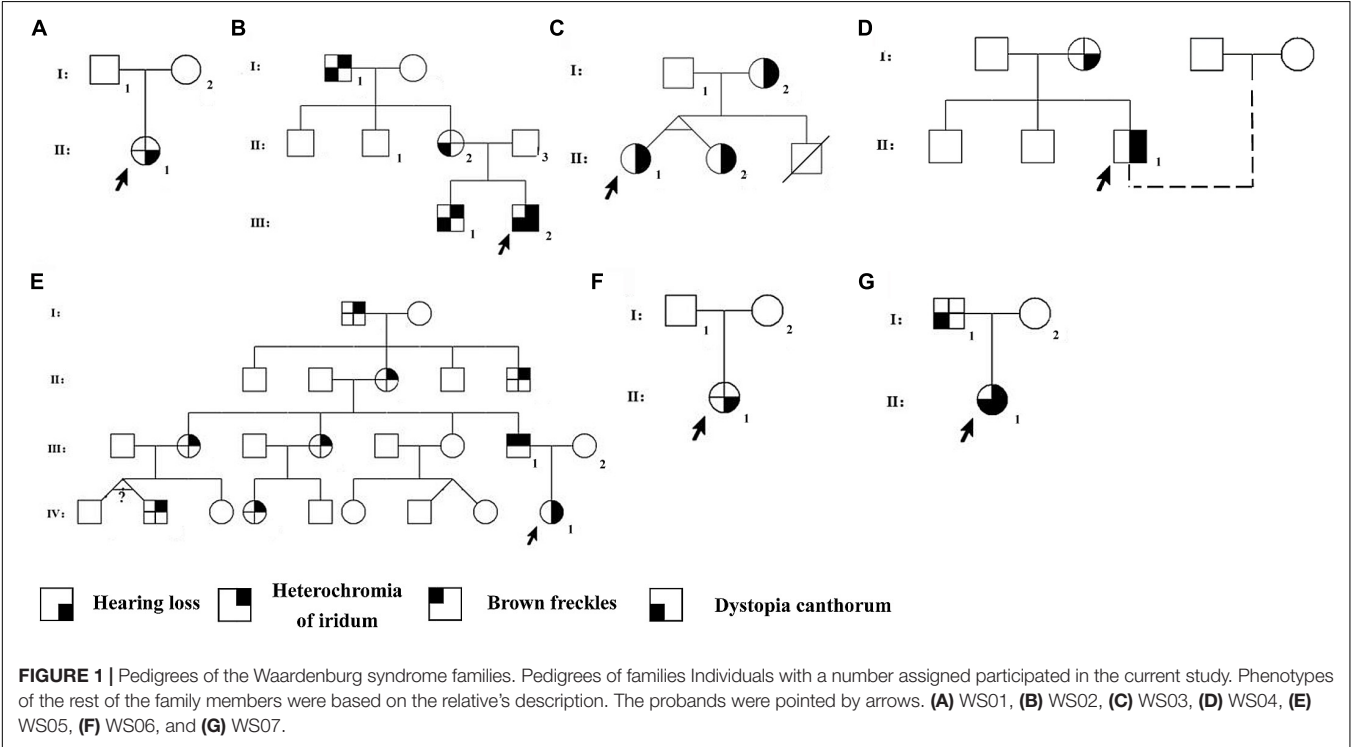 A
B
C
D
I:
1
2
II:
1
I:
1
II:
1
2
3
III:
1
2
I:
1
2
II:
1
2
I:
II:
1
E
F
G
I:
II:
III:
1
2
?
IV:
1
I:
1
2
II:
1
I:
1
2
II:
1
Hearing loss
Heterochromia
of iridum
Brown freckles
Dystopia canthorum
FIGURE 1 | Pedigrees of the Waardenburg syndrome families. Pedigrees of families Individuals with a number assigned participated in the current study. Phenotypes
of the rest of the family members were based on the relative's description. The probands were pointed by arrows. (A) WS01, (B) WS02, (C) WS03, (D) WS04, (E)
WS05, (F) WS06, and (G) WS07.